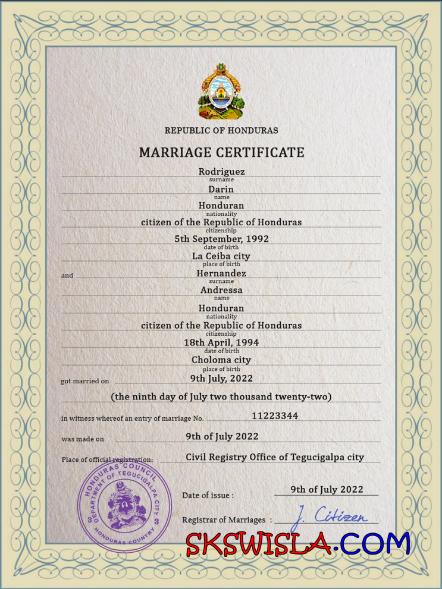 REPUBLIC OF HONDURAS
MARRIAGE CERTIFICATE
Rodriguez
surname
Darin
name
Honduran
nationality
citizen of the Republic of Honduras
citizenship
5th September, 1992
date of birth
La Ceiba city
place of birth
and Hernandez
surname
Andressa
name
Honduran
nationality
citizen of the Republic of Honduras
citizenship
18th April, 1994
date of birth
Choloma city
place of birth
got married on 9th July, 2022
(the ninth day of July two thousand twenty-two)
in witness whereof an entry of marriage No. 11223344
was made on 9th of July 2022
Place of official registration: Civil Registry Office of Tegucigalpa city
HONDURAS COUNCIL
DEPARTMENT OF TEGUCIGALPA CITY
HONDURAS COUNTRY
Date of issue : 9th of July 2022
Registrar of Marriages : J. Citizen
SKSWISLA.COM